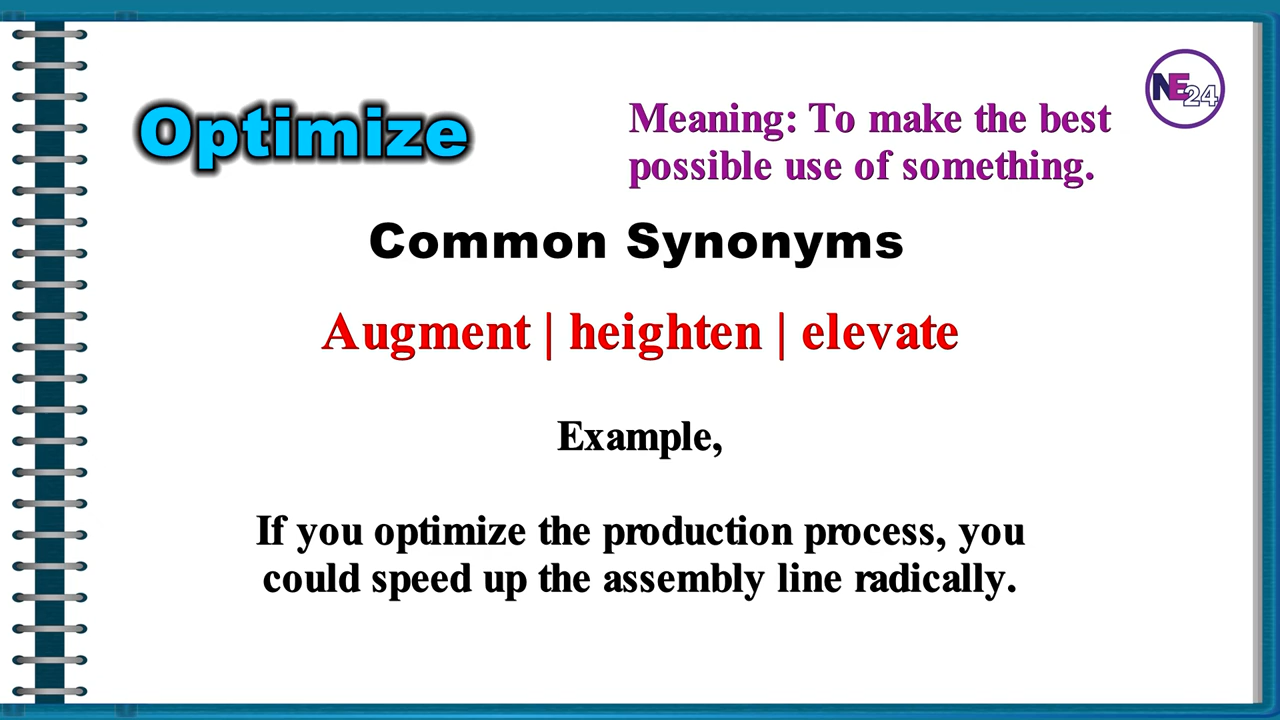 Optimize
Meaning: To make the best
possible use of something.
NE24
Common Synonyms
Augment | heighten | elevate
Example,
If you optimize the production process, you
could speed up the assembly line radically.